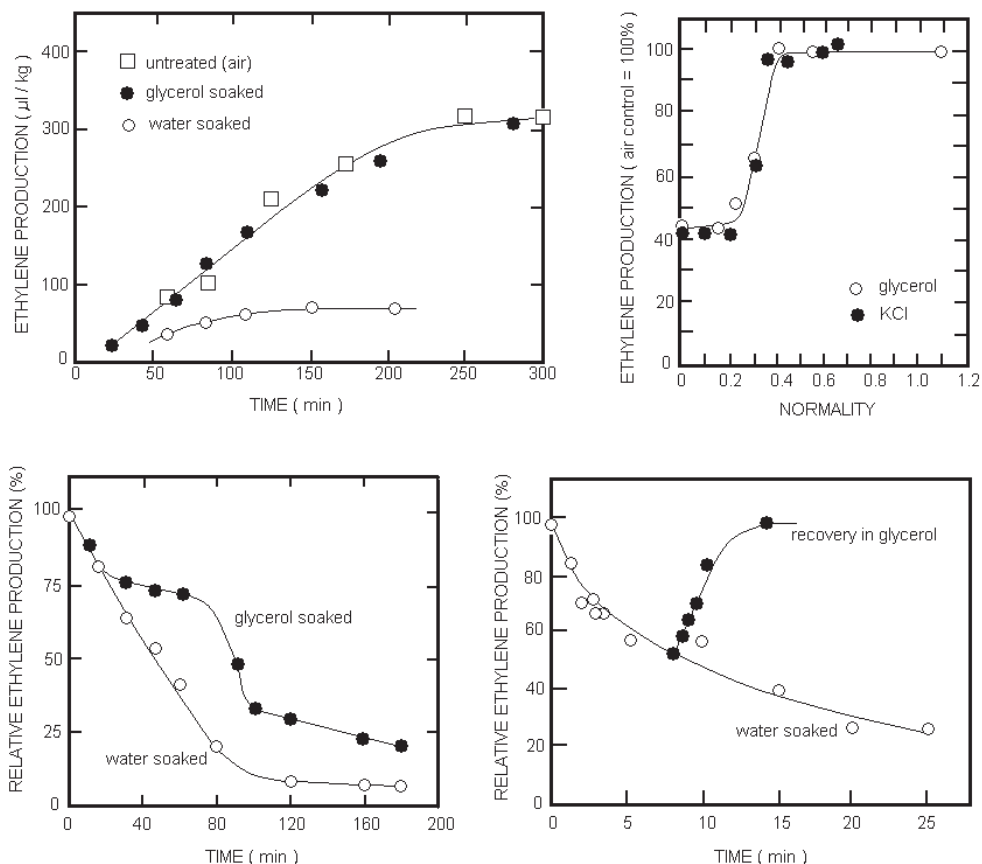 ETHYLENE PRODUCTION ( µl / kg )
400
300
200
100
0
untreated (air)
glycerol soaked
water soaked
0 50 100 150 200 250 300
TIME ( min )
ETHYLENE PRODUCTION ( air control = 100% )
100
80
60
40
20
0
glycerol
KCl
0 0.2 0.4 0.6 0.8 1.0 1.2
NORMALITY
RELATIVE ETHYLENE PRODUCTION (%)
100
75
50
25
0
glycerol soaked
water soaked
0 40 80 120 160 200
TIME ( min )
RELATIVE ETHYLENE PRODUCTION (%)
100
80
60
40
20
0
recovery in glycerol
water soaked
0 5 10 15 20 25
TIME ( min )